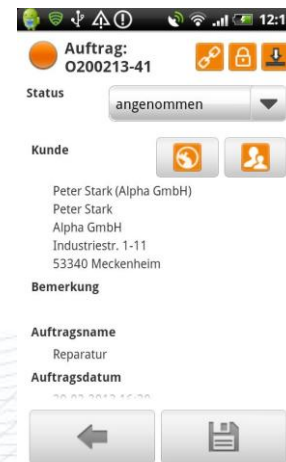 12:1
Auftrag:
O200213-41
Status
angenommen
Kunde
Peter Stark (Alpha GmbH)
Peter Stark
Alpha GmbH
Industriestr. 1-11
53340 Meckenheim
Bemerkung
Auftragsname
Reparatur
Auftragsdatum